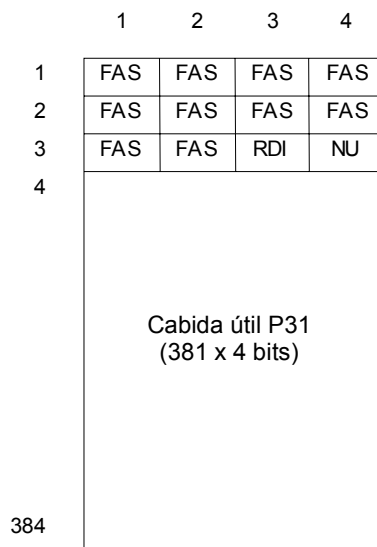 1 2 3 4
1 FAS FAS FAS FAS
2 FAS FAS FAS FAS
3 FAS FAS RDI NU
4
Cabida útil P31
(381 x 4 bits)
384